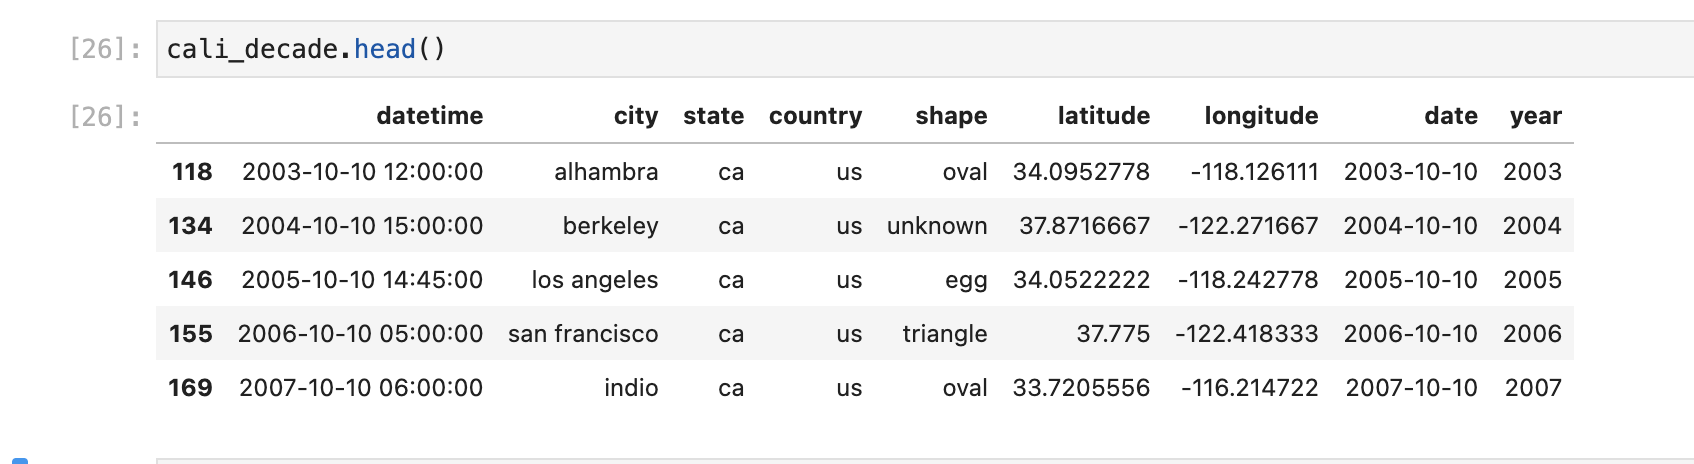 [26]: cali_decade.head()
[26]: datetime city state country shape latitude longitude date year
118 2003-10-10 12:00:00 alhambra ca us oval 34.0952778 -118.126111 2003-10-10 2003
134 2004-10-10 15:00:00 berkeley ca us unknown 37.8716667 -122.271667 2004-10-10 2004
146 2005-10-10 14:45:00 los angeles ca us egg 34.0522222 -118.242778 2005-10-10 2005
155 2006-10-10 05:00:00 san francisco ca us triangle 37.775 -122.418333 2006-10-10 2006
169 2007-10-10 06:00:00 indio ca us oval 33.7205556 -116.214722 2007-10-10 2007